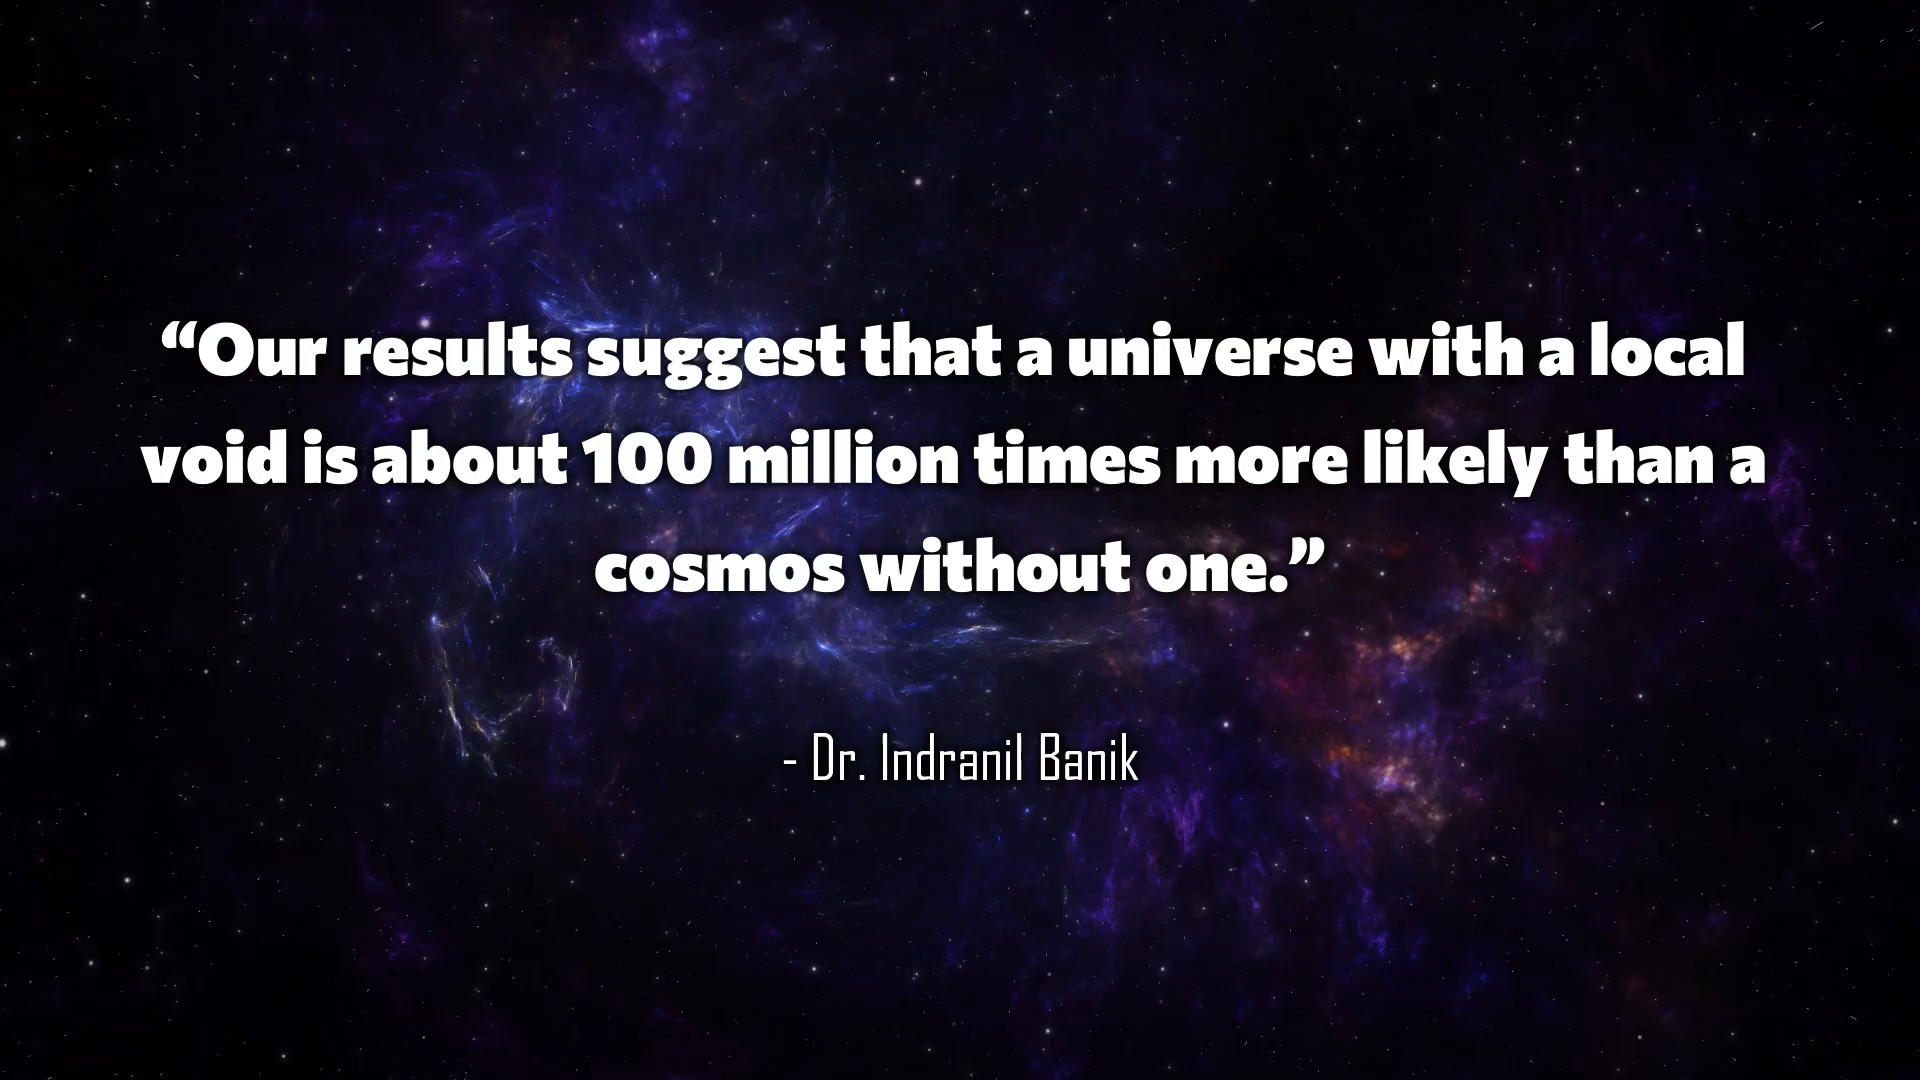 “Our results suggest that a universe with a local
void is about 100 million times more likely than a
cosmos without one.”
- Dr. Indranil Banik